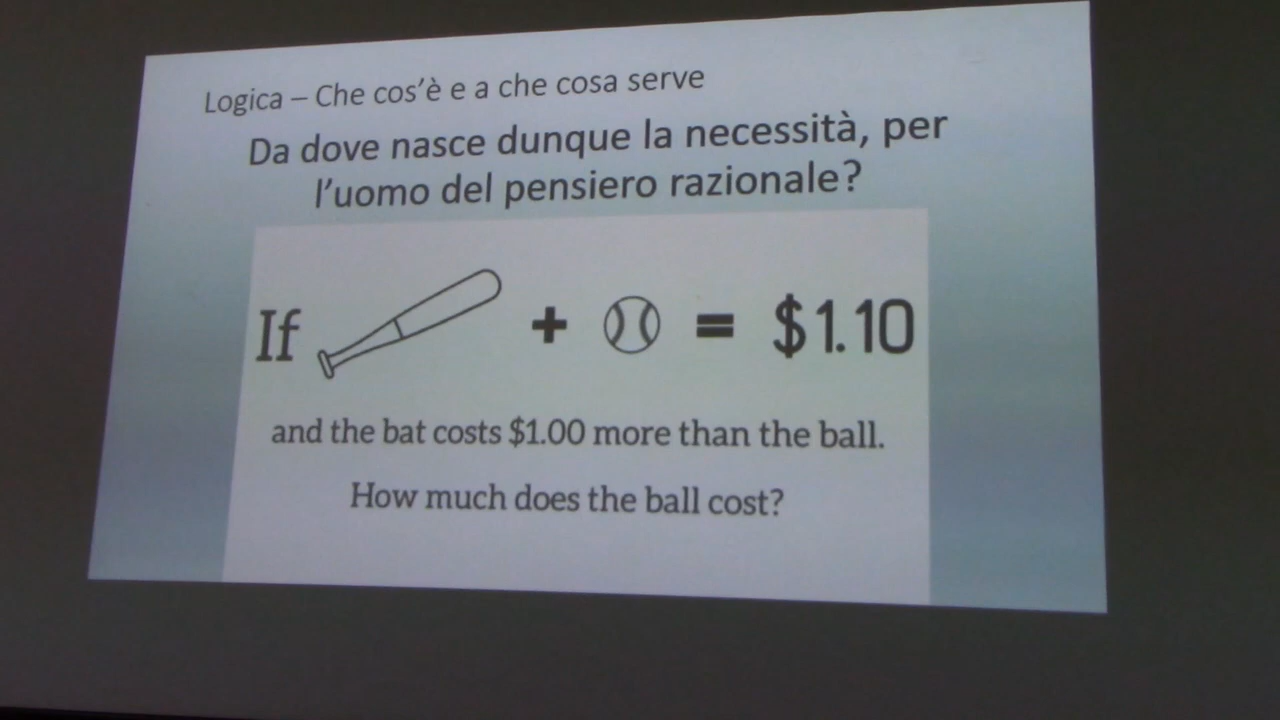 Logica – Che cos'è e a che cosa serve
Da dove nasce dunque la necessità, per
l'uomo del pensiero razionale?
If + = $1.10
and the bat costs $1.00 more than the ball.
How much does the ball cost?